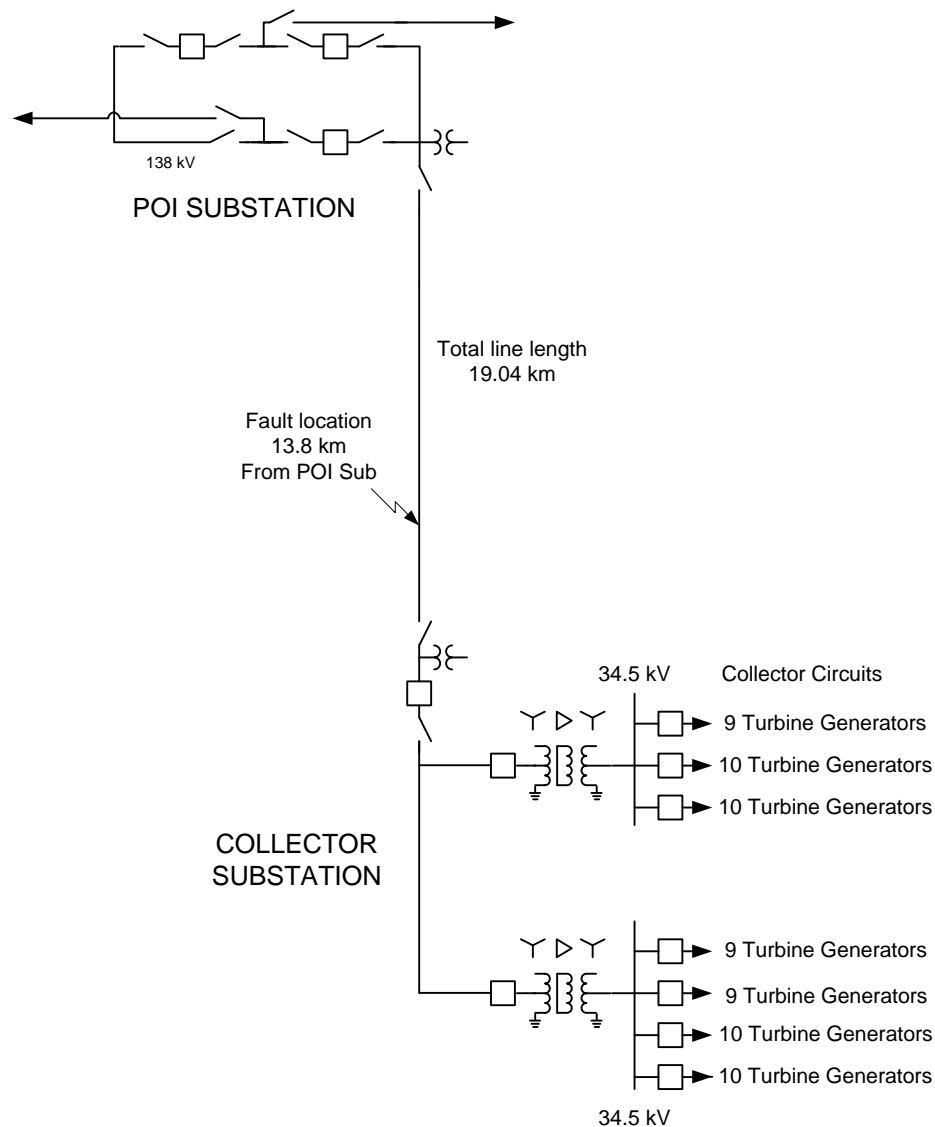 138 kV
POI SUBSTATION
Total line length
19.04 km
Fault location
13.8 km
From POI Sub
34.5 kV
Collector Circuits
9 Turbine Generators
10 Turbine Generators
10 Turbine Generators
COLLECTOR
SUBSTATION
9 Turbine Generators
9 Turbine Generators
10 Turbine Generators
10 Turbine Generators
34.5 kV